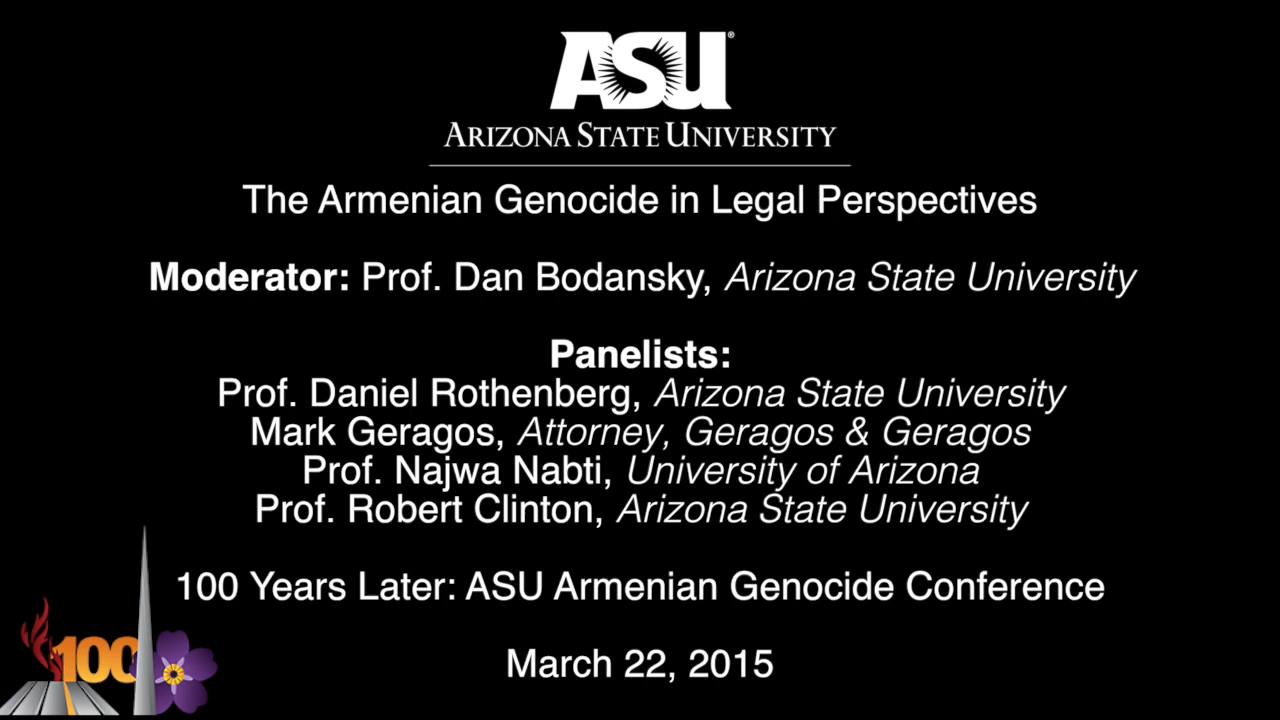 ASU®
ARIZONA STATE UNIVERSITY
The Armenian Genocide in Legal Perspectives
Moderator: Prof. Dan Bodansky, Arizona State University
Panelists:
Prof. Daniel Rothenberg, Arizona State University
Mark Geragos, Attorney, Geragos & Geragos
Prof. Najwa Nabti, University of Arizona
Prof. Robert Clinton, Arizona State University
100 Years Later: ASU Armenian Genocide Conference
100
March 22, 2015